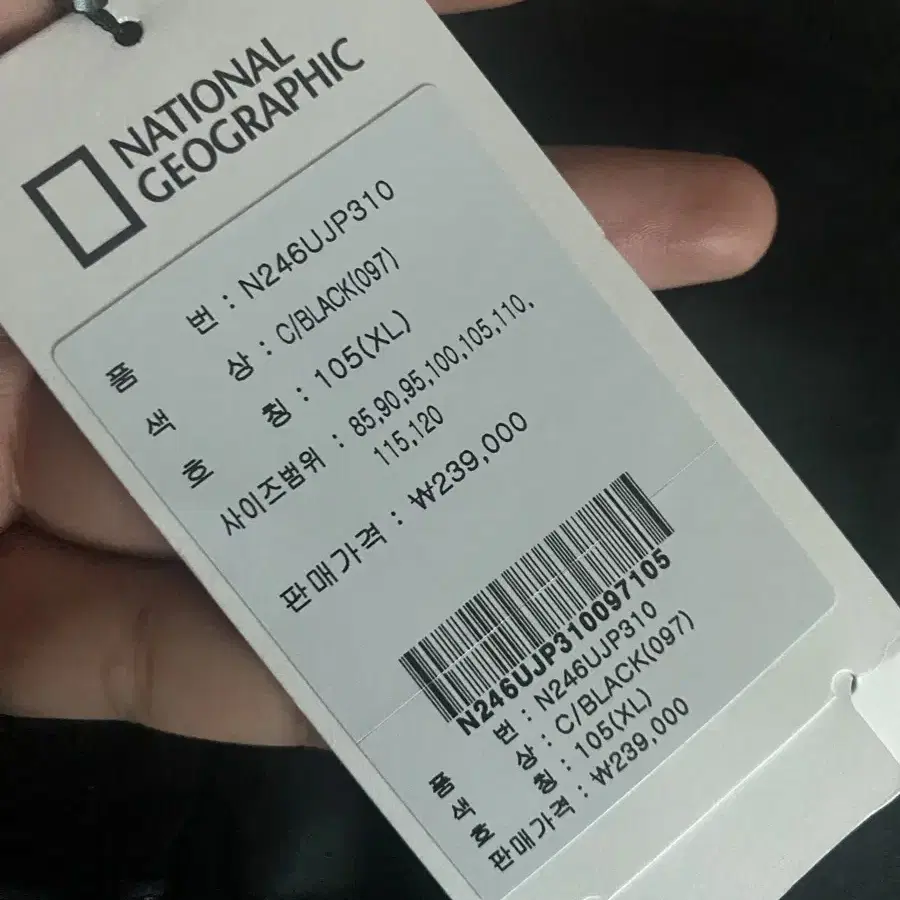 NATIONAL
GEOGRAPHIC
품 번 : N246UJP310
색 상 : C/BLACK(097)
호 칭 : 105(XL)
사이즈범위 : 85,90,95,100,105,110,
115,120
판매가격 : ₩239,000
N246UJP310097105
품 번 : N246UJP310
색 상 : C/BLACK(097)
호 칭 : 105(XL)
판매가격 : ₩239,000